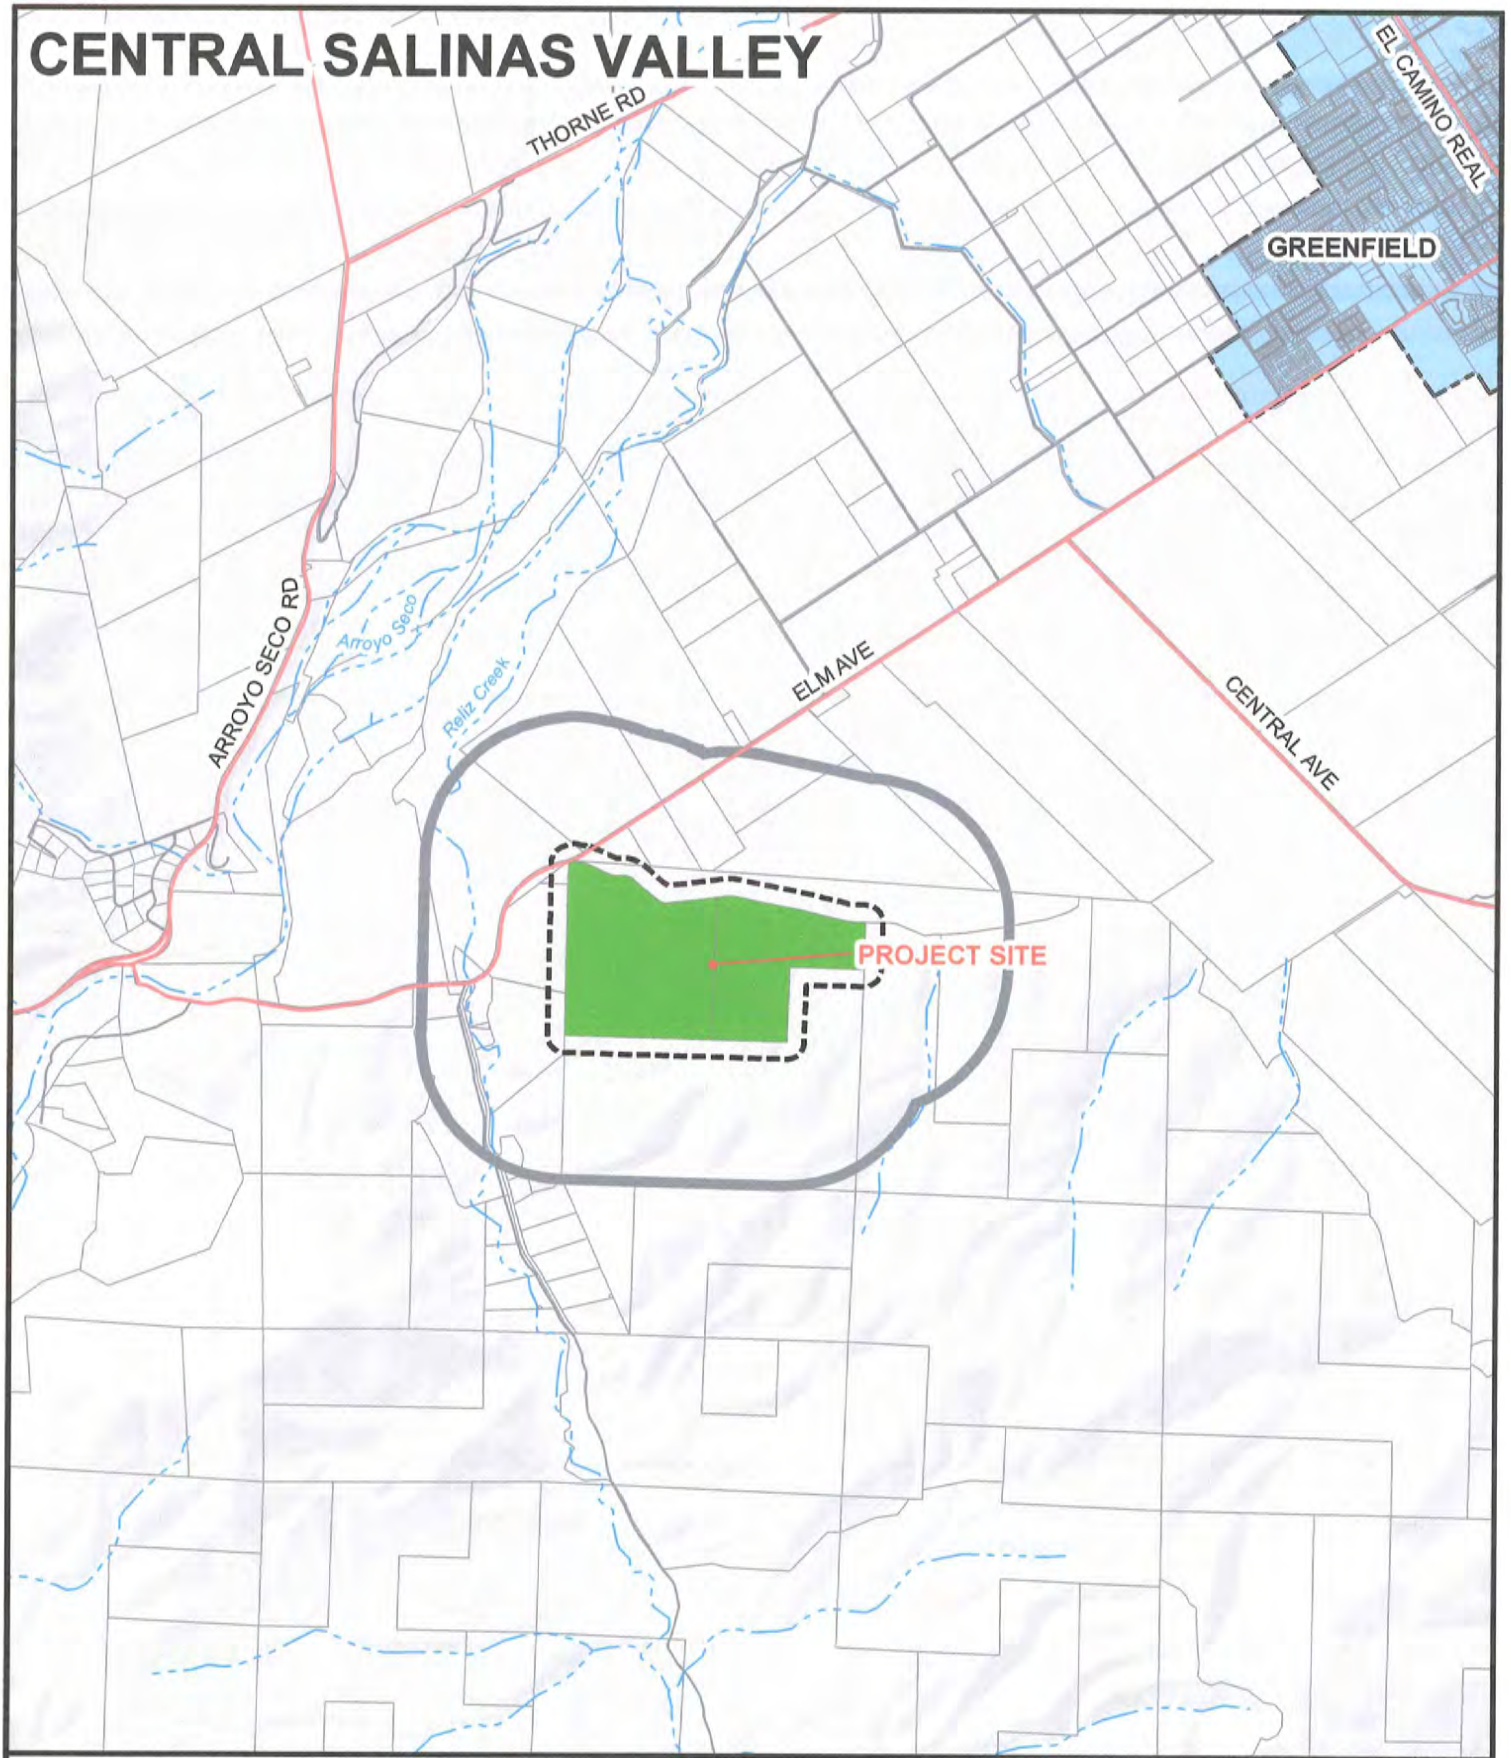 CENTRAL SALINAS VALLEY
EL CAMINO REAL
THORNE RD
GREENFIELD
ARROYO SECO RD
Arroyo Seco
Reliz Creek
ELM AVE
CENTRAL AVE
PROJECT SITE